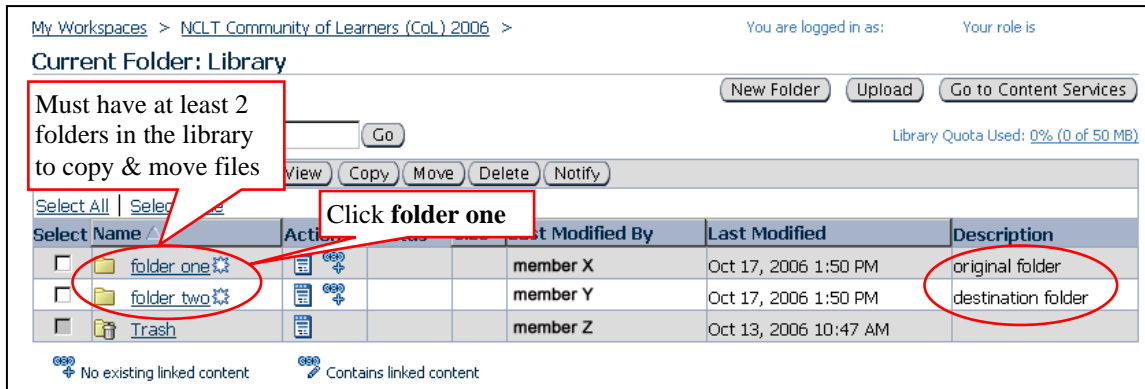 My Workspaces > NCLT Community of Learners (CoL) 2006 > You are logged in as: Your role is
Current Folder: Library
New Folder Upload Go to Content Services
Must have at least 2
folders in the library
to copy & move files
Go Library Quota Used: 0% (0 of 50 MB)
View Copy Move Delete Notify
Select All | Selec
Click folder one
Select Name Action Last Modified By Last Modified Description
folder one member X Oct 17, 2006 1:50 PM original folder
folder two member Y Oct 17, 2006 1:50 PM destination folder
Trash member Z Oct 13, 2006 10:47 AM
No existing linked content Contains linked content